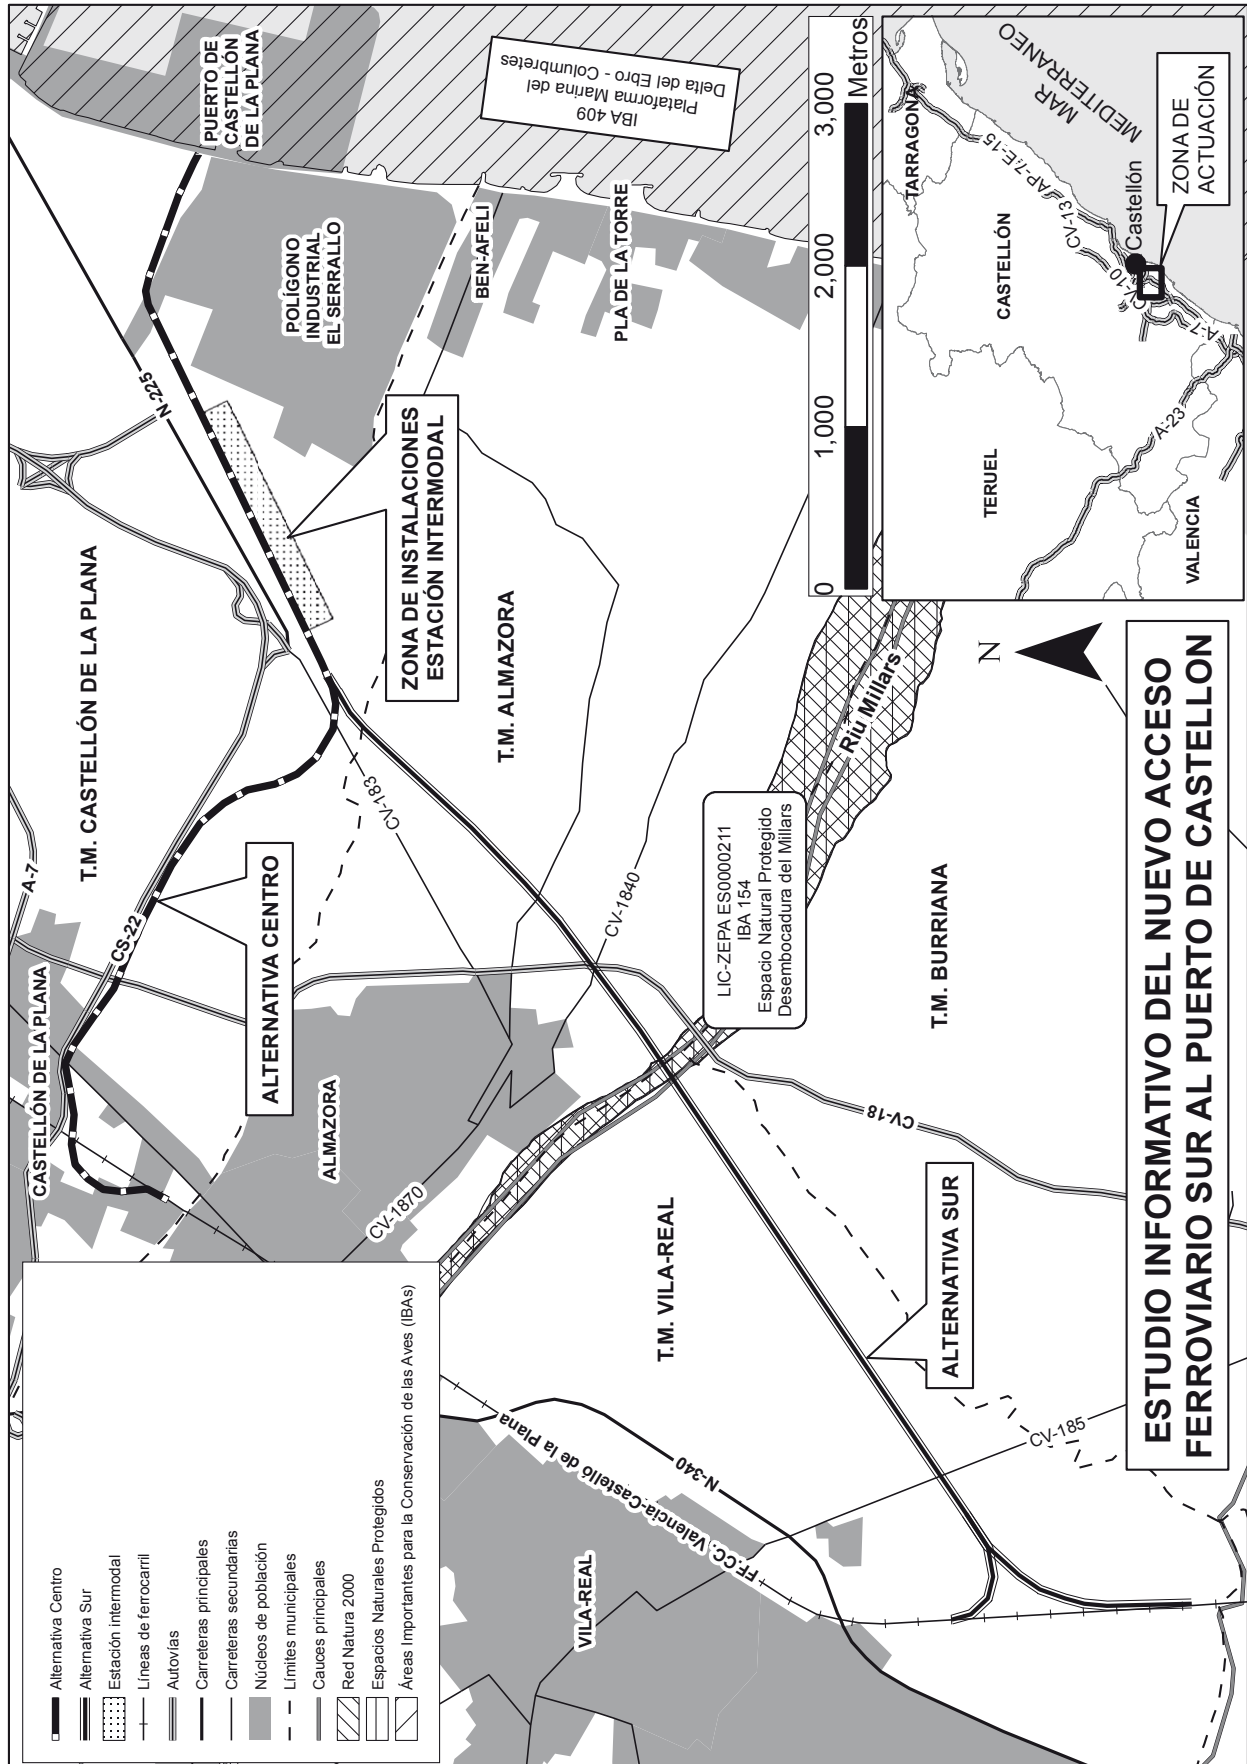 Alternativa Centro
Alternativa Sur
Estación intermodal
Líneas de ferrocarril
Autovías
Carreteras principales
Carreteras secundarias
Núcleos de población
Límites municipales
Cauces principales
Red Natura 2000
Espacios Naturales Protegidos
Áreas Importantes para la Conservación de las Aves (IBAs)
CASTELLÓN DE LA PLANA
A-7
T.M. CASTELLÓN DE LA PLANA
CS-22
ALTERNATIVA CENTRO
N-225
PUERTO DE
CASTELLÓN
DE LA PLANA
POLÍGONO
INDUSTRIAL
EL SERRALLO
IBA 409
Plataforma Marina del
Delta del Ebro - Columbretes
BEN-AFELI
PLA DE LA TORRE
ZONA DE INSTALACIONES
ESTACIÓN INTERMODAL
ALMAZORA
CV-183
T.M. ALMAZORA
CV-1870
CV-1840
VILA-REAL
FF.CC. Valencia-Castelló de la Plana
N-340
T.M. VILA-REAL
LIC-ZEPA ES0000211
IBA 154
Espacio Natural Protegido
Desembocadura del Millars
Riu Millars
CV-18
T.M. BURRIANA
ALTERNATIVA SUR
CV-185
N
0
1,000
2,000
3,000
Metros
TARRAGONA
MAR
MEDITERRANEO
AP-7/E-15
CV-13
CASTELLÓN
CV-10
Castellón
ZONA DE
ACTUACIÓN
TERUEL
A-7
A-23
VALENCIA
ESTUDIO INFORMATIVO DEL NUEVO ACCESO
FERROVIARIO SUR AL PUERTO DE CASTELLON